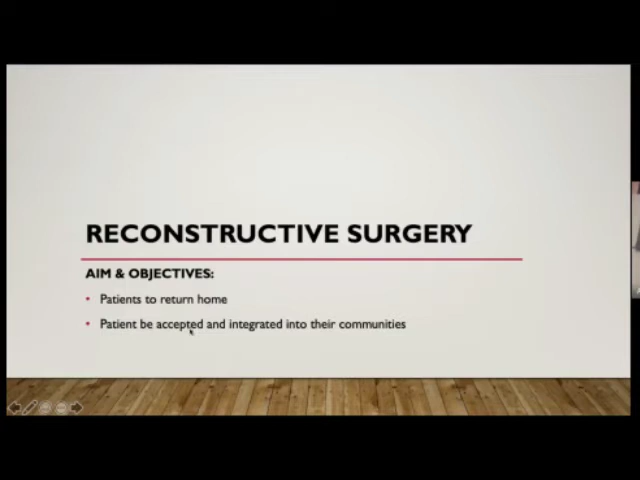 RECONSTRUCTIVE SURGERY
AIM & OBJECTIVES:
• Patients to return home
• Patient be accepted and integrated into their communities